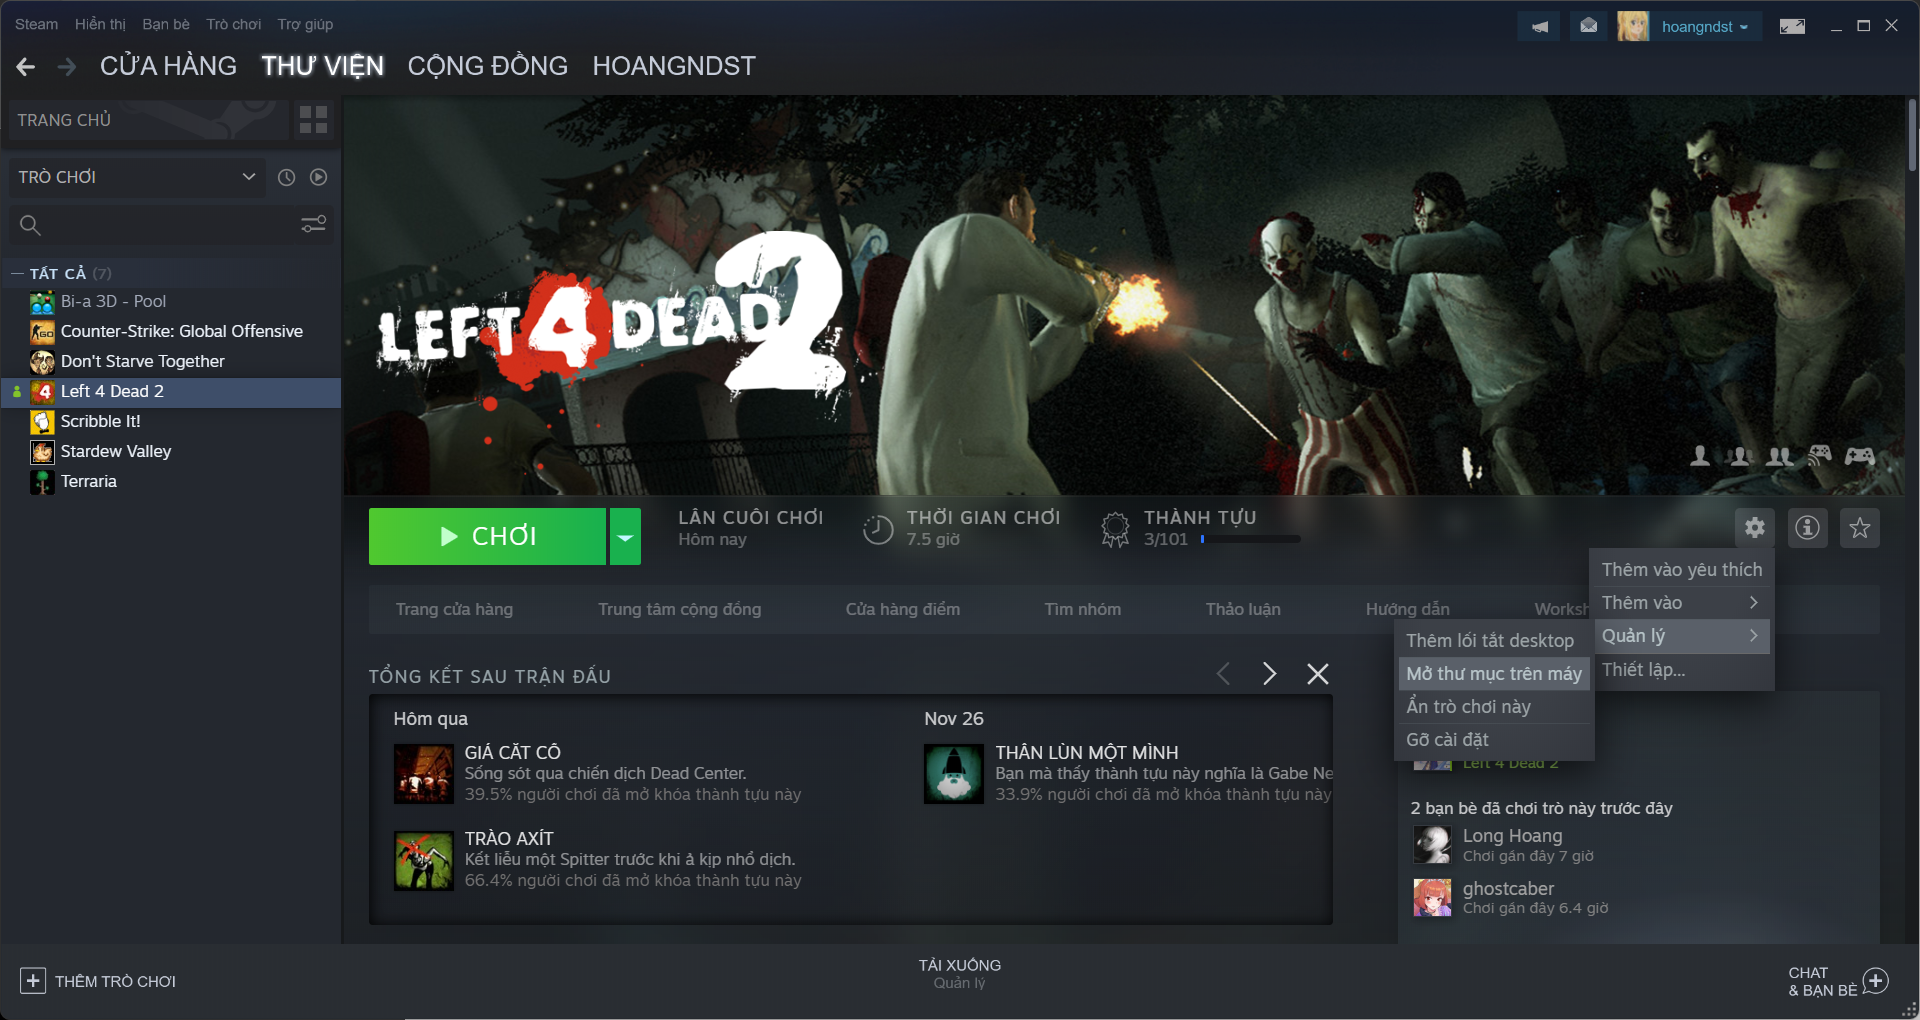 Steam Hiển thị Bạn bè Trò chơi Trợ giúp
hoangndst
CỬA HÀNG THƯ VIỆN CỘNG ĐỒNG HOANGNDST
TRANG CHỦ
TRÒ CHƠI
TẤT CẢ (7)
Bi-a 3D - Pool
Counter-Strike: Global Offensive
Don't Starve Together
Left 4 Dead 2
Scribble It!
Stardew Valley
Terraria
LEFT 4 DEAD 2
CHƠI
LẦN CUỐI CHƠI
Hôm nay
THỜI GIAN CHƠI
7.5 giờ
THÀNH TỰU
3/101
Thêm vào yêu thích
Thêm vào
Quản lý
Thiết lập...
Thêm lối tắt desktop
Mở thư mục trên máy
Ẩn trò chơi này
Gỡ cài đặt
Trang cửa hàng Trung tâm cộng đồng Cửa hàng điểm Tìm nhóm Thảo luận Hướng dẫn Worksh
TỔNG KẾT SAU TRẬN ĐẤU
Hôm qua
GIÁ CẮT CỔ
Sống sót qua chiến dịch Dead Center.
39.5% người chơi đã mở khóa thành tựu này
TRÀO AXÍT
Kết liễu một Spitter trước khi ả kịp nhổ dịch.
66.4% người chơi đã mở khóa thành tựu này
Nov 26
THẰN LÙN MỘT MÌNH
Bạn mà thấy thành tựu này nghĩa là Gabe Ne
33.9% người chơi đã mở khóa thành tựu này
Left 4 Dead 2
2 bạn bè đã chơi trò này trước đây
Long Hoang
Chơi gần đây 7 giờ
ghostcaber
Chơi gần đây 6.4 giờ
THÊM TRÒ CHƠI
TẢI XUỐNG
Quản lý
CHAT
& BẠN BÈ